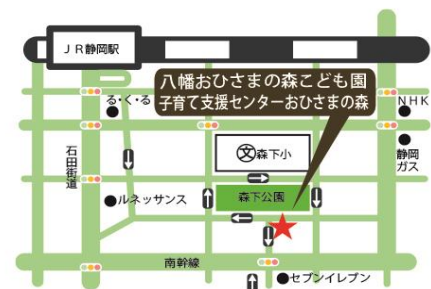 JR静岡駅
八幡おひさまの森こども園
子育て支援センターおひさまの森
る・く・る
NHK
石田街道
文
森下小
静岡ガス
ルネッサンス
森下公園
南幹線
セブンイレブン